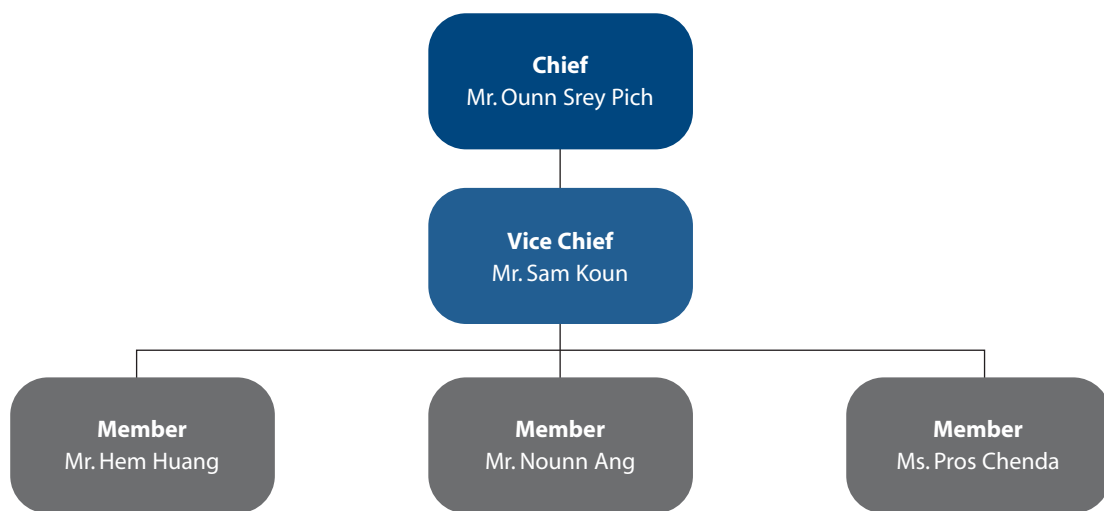 Chief
Mr. Ounn Srey Pich
Vice Chief
Mr. Sam Koun
Member
Mr. Hem Huang
Member
Mr. Nounn Ang
Member
Ms. Pros Chenda